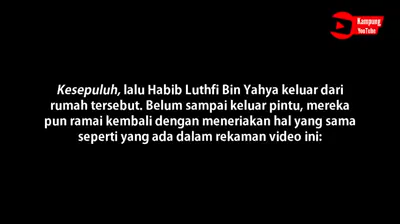 Kampung
YouTube
Kesepuluh, lalu Habib Luthfi Bin Yahya keluar dari
rumah tersebut. Belum sampai keluar pintu, mereka
pun ramai kembali dengan meneriakan hal yang sama
seperti yang ada dalam rekaman video ini: